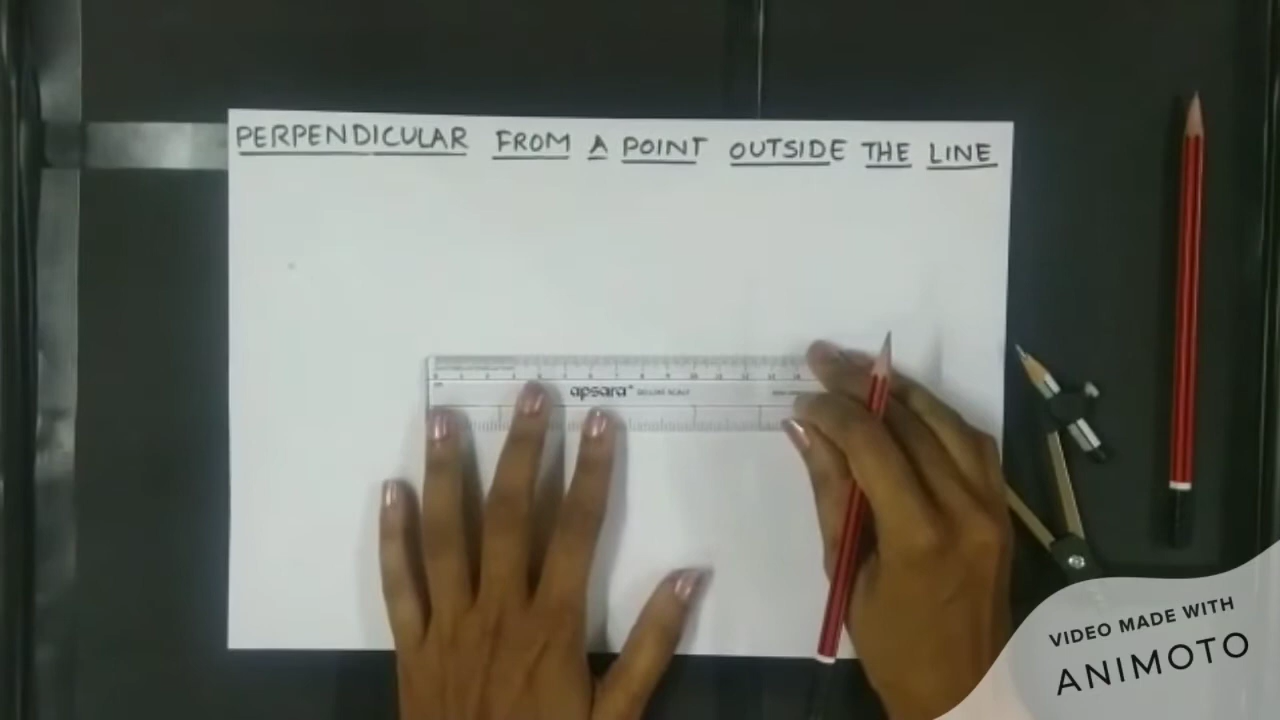 PERPENDICULAR FROM A POINT OUTSIDE THE LINE
apsara
VIDEO MADE WITH
ANIMOTO